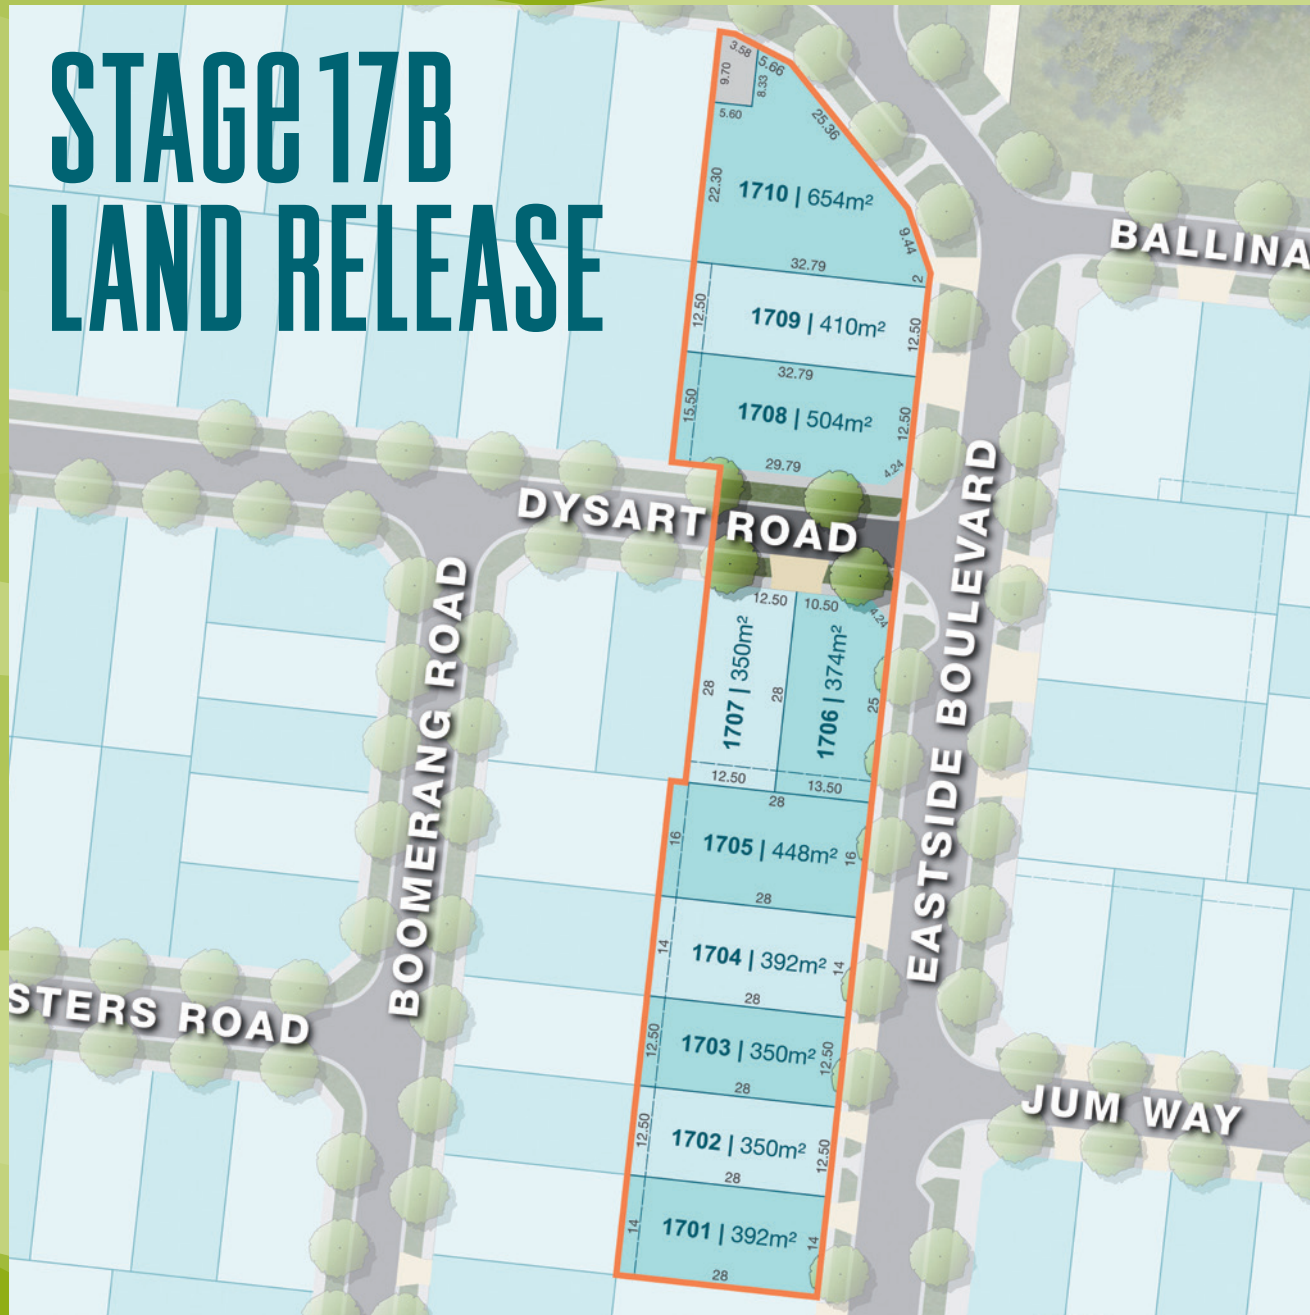 STAGE 17B
LAND RELEASE
3.58
5.66
9.70
8.33
5.60
25.36
22.30
1710 | 654m²
9.44
32.79
2
BALLINA
12.50
1709 | 410m²
12.50
32.79
15.50
1708 | 504m²
12.50
29.79
4.24
DYSART ROAD
EASTSIDE BOULEVARD
BOOMERANG ROAD
12.50
10.50
4.24
28
1707 | 350m²
28
1706 | 374m²
25
12.50
13.50
28
16
1705 | 448m²
16
28
14
1704 | 392m²
14
28
STERS ROAD
12.50
1703 | 350m²
12.50
28
JUM WAY
12.50
1702 | 350m²
12.50
28
14
1701 | 392m²
14
28